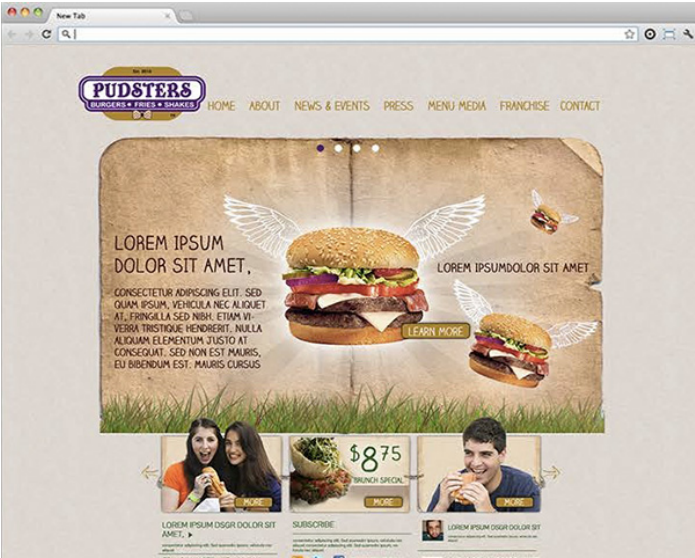 New Tab
PUDSTERS
BURGERS ★ FRIES ★ SHAKES
HOME ABOUT NEWS & EVENTS PRESS MENU MEDIA FRANCHISE CONTACT
LOREM IPSUM
DOLOR SIT AMET,
CONSECTETUR ADIPISCING ELIT. SED
QUAM IPSUM, VEHICULA NEC ALIQUET
AT, FRINGILLA SED NIBH. ETIAM VI-
VERRA TRISTIQUE HENDRERIT. NULLA
ALIQUAM ELEMENTUM JUSTO AT
CONSEQUAT. SED NON EST MAURIS,
EU BIBENDUM EST. MAURIS CURSUS
LOREM IPSUMDOLOR SIT AMET
LEARN MORE
MORE
$8.75
BRUNCH SPECIAL
MORE
MORE
LOREM IPSUM DSGR DOLOR SIT
AMET,
SUBSCRIBE
LOREM IPSUM DSGR DOLOR SIT